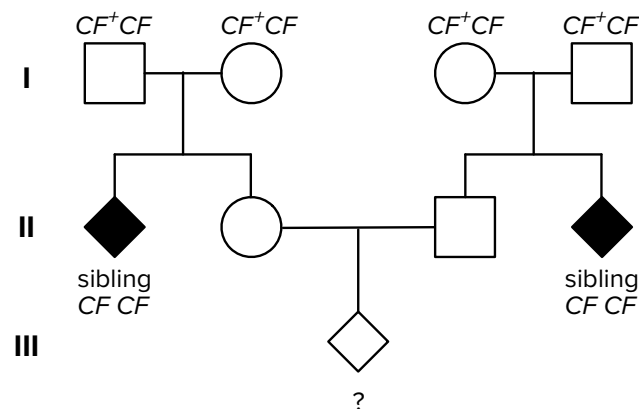 CF⁺CF CF⁺CF CF⁺CF CF⁺CF
I
II
sibling sibling
CF CF CF CF
III
?